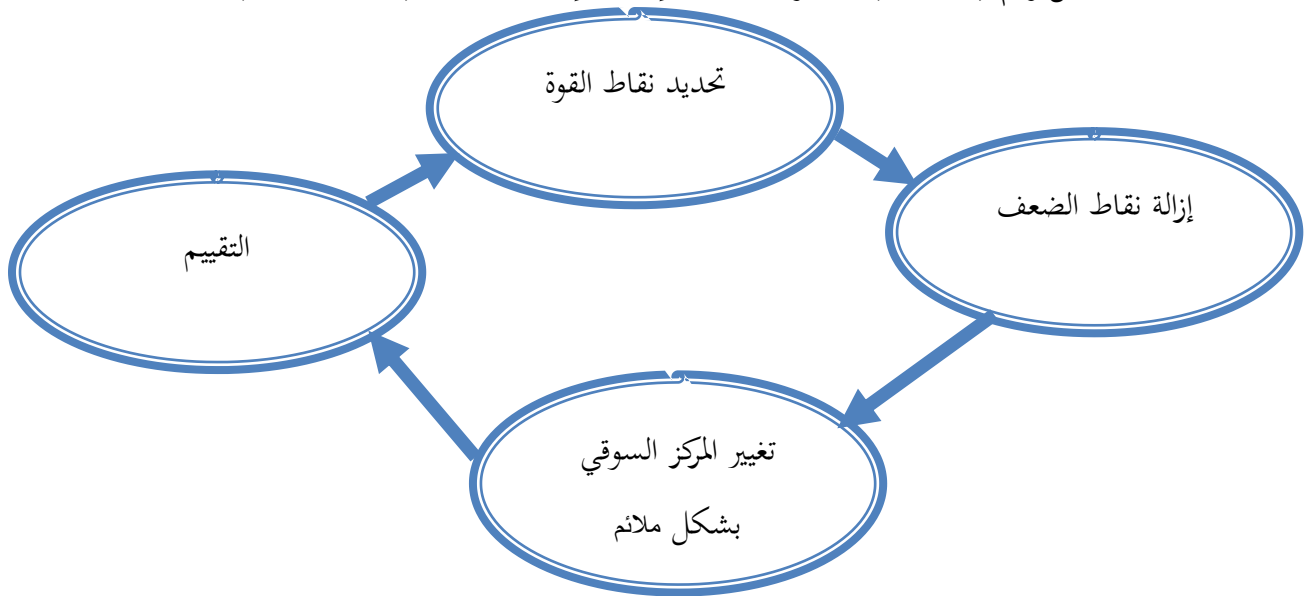 تحديد نقاط القوة
إزالة نقاط الضعف
التقييم
تغيير المركز السوقي
بشكل ملائم